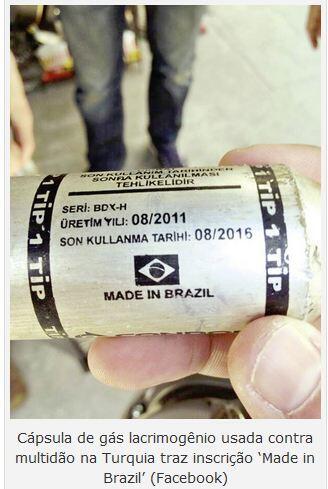 SON KULLANIM TARİHİNDEN
SONRA KULLANILMASI
TEHLİKELİDİR
SERİ: BDX-H
ÜRETİM YILI: 08/2011
SON KULLANMA TARİHİ: 08/2016
MADE IN BRAZIL
1 TİP 1 TİP
1 TİP 1 TİP
Cápsula de gás lacrimogênio usada contra
multidão na Turquia traz inscrição ‘Made in
Brazil’ (Facebook)